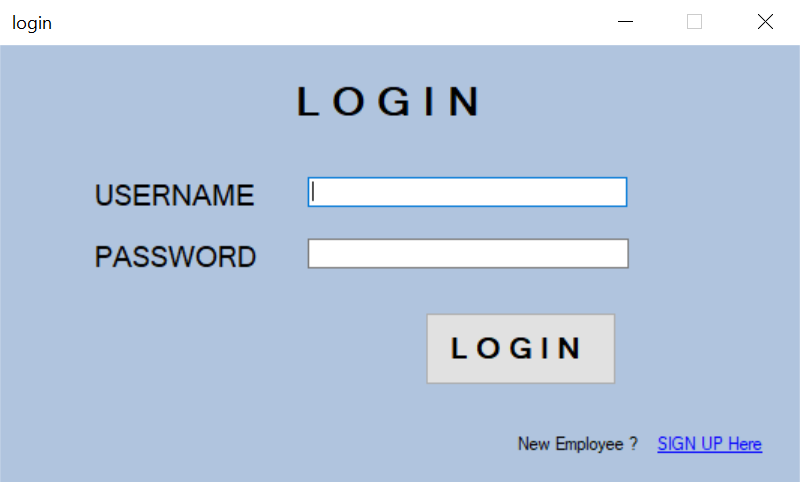 login
LOGIN
USERNAME
PASSWORD
LOGIN
New Employee ? SIGN UP Here